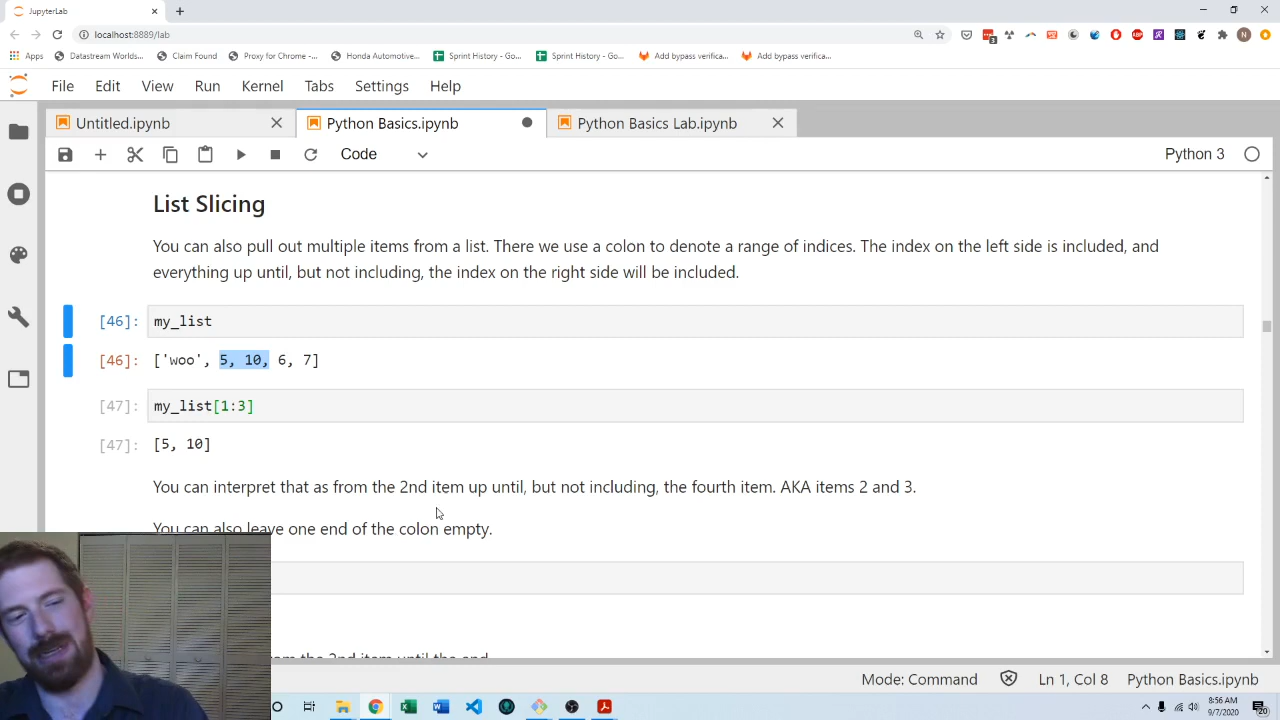 JupyterLab
localhost:8889/lab
Apps Datastream Worlds... Claim Found Proxy for Chrome -... Honda Automotive... Sprint History - Go... Sprint History - Go... Add bypass verifica... Add bypass verifica...
File Edit View Run Kernel Tabs Settings Help
Untitled.ipynb Python Basics.ipynb Python Basics Lab.ipynb
Code Python 3
List Slicing
You can also pull out multiple items from a list. There we use a colon to denote a range of indices. The index on the left side is included, and
everything up until, but not including, the index on the right side will be included.
[46]: my_list
[46]: ['woo', 5, 10, 6, 7]
[47]: my_list[1:3]
[47]: [5, 10]
You can interpret that as from the 2nd item up until, but not including, the fourth item. AKA items 2 and 3.
You can also leave one end of the colon empty.
the 2nd item until the end
Mode: Command Ln 1, Col Python Basics.ipynb
8:56 AM
9/7/2020